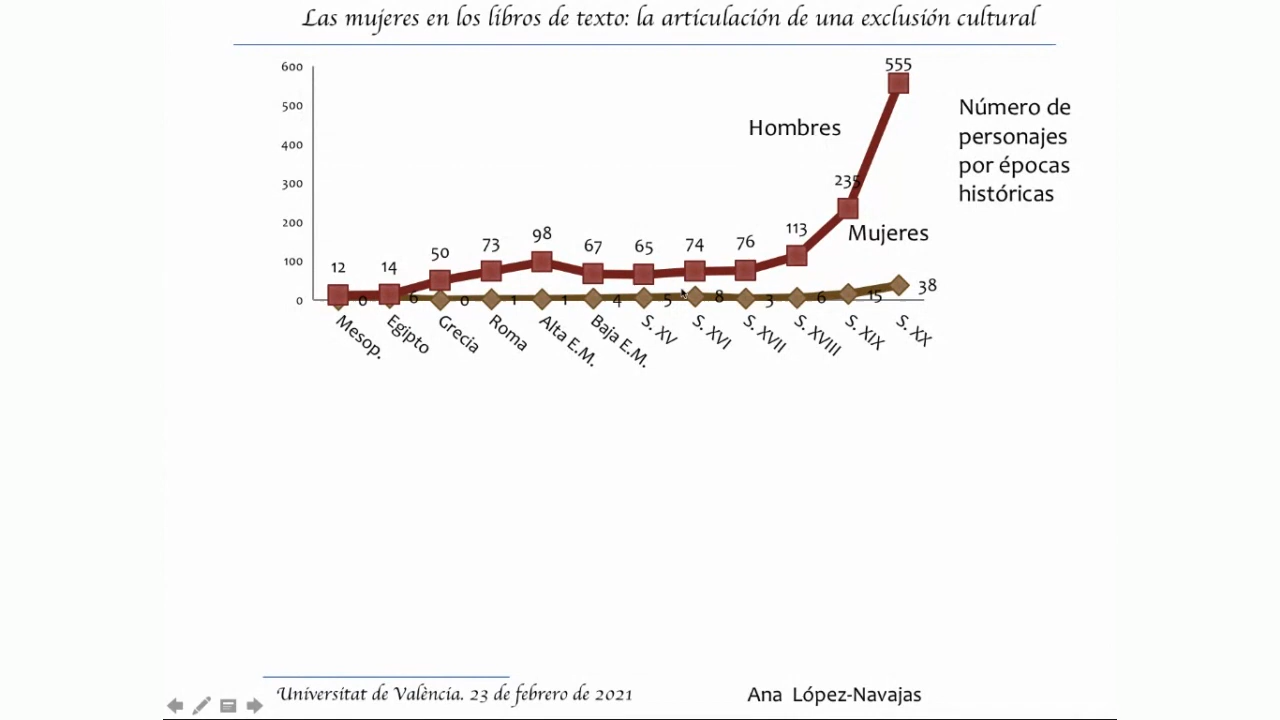 Las mujeres en los libros de texto: la articulación de una exclusión cultural
600
500
400
300
200
100
0
12
14
50
73
98
67
65
74
76
113
235
555
Hombres
Mujeres
0
6
0
1
1
4
5
8
3
6
15
38
Mesop.
Egipto
Grecia
Roma
Alta E.M.
Baja E.M.
S. XV
S. XVI
S. XVII
S. XVIII
S. XIX
S. XX
Número de
personajes
por épocas
históricas
Universitat de València. 23 de febrero de 2021
Ana López-Navajas